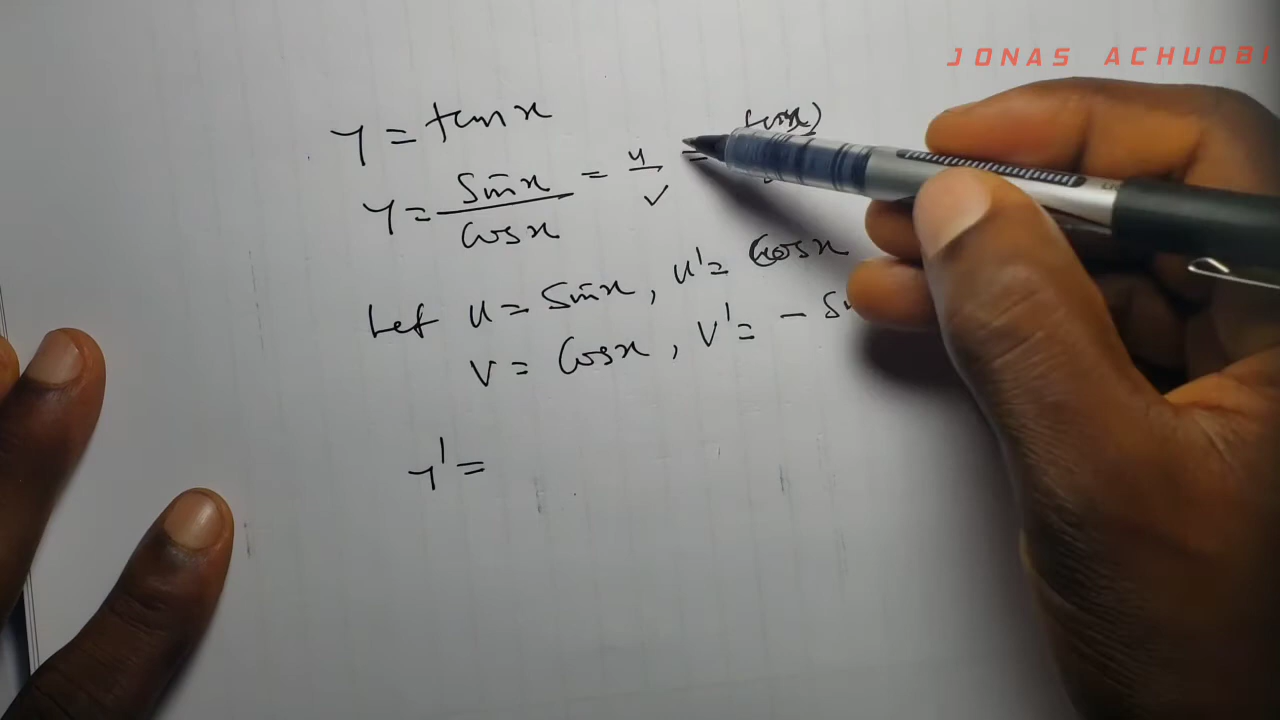 JONAS ACHUOBI
y = tan x
y = sin x / cos x = u / v =
Let u = sin x, u' = cos x
v = cos x, v' = - s
y' =